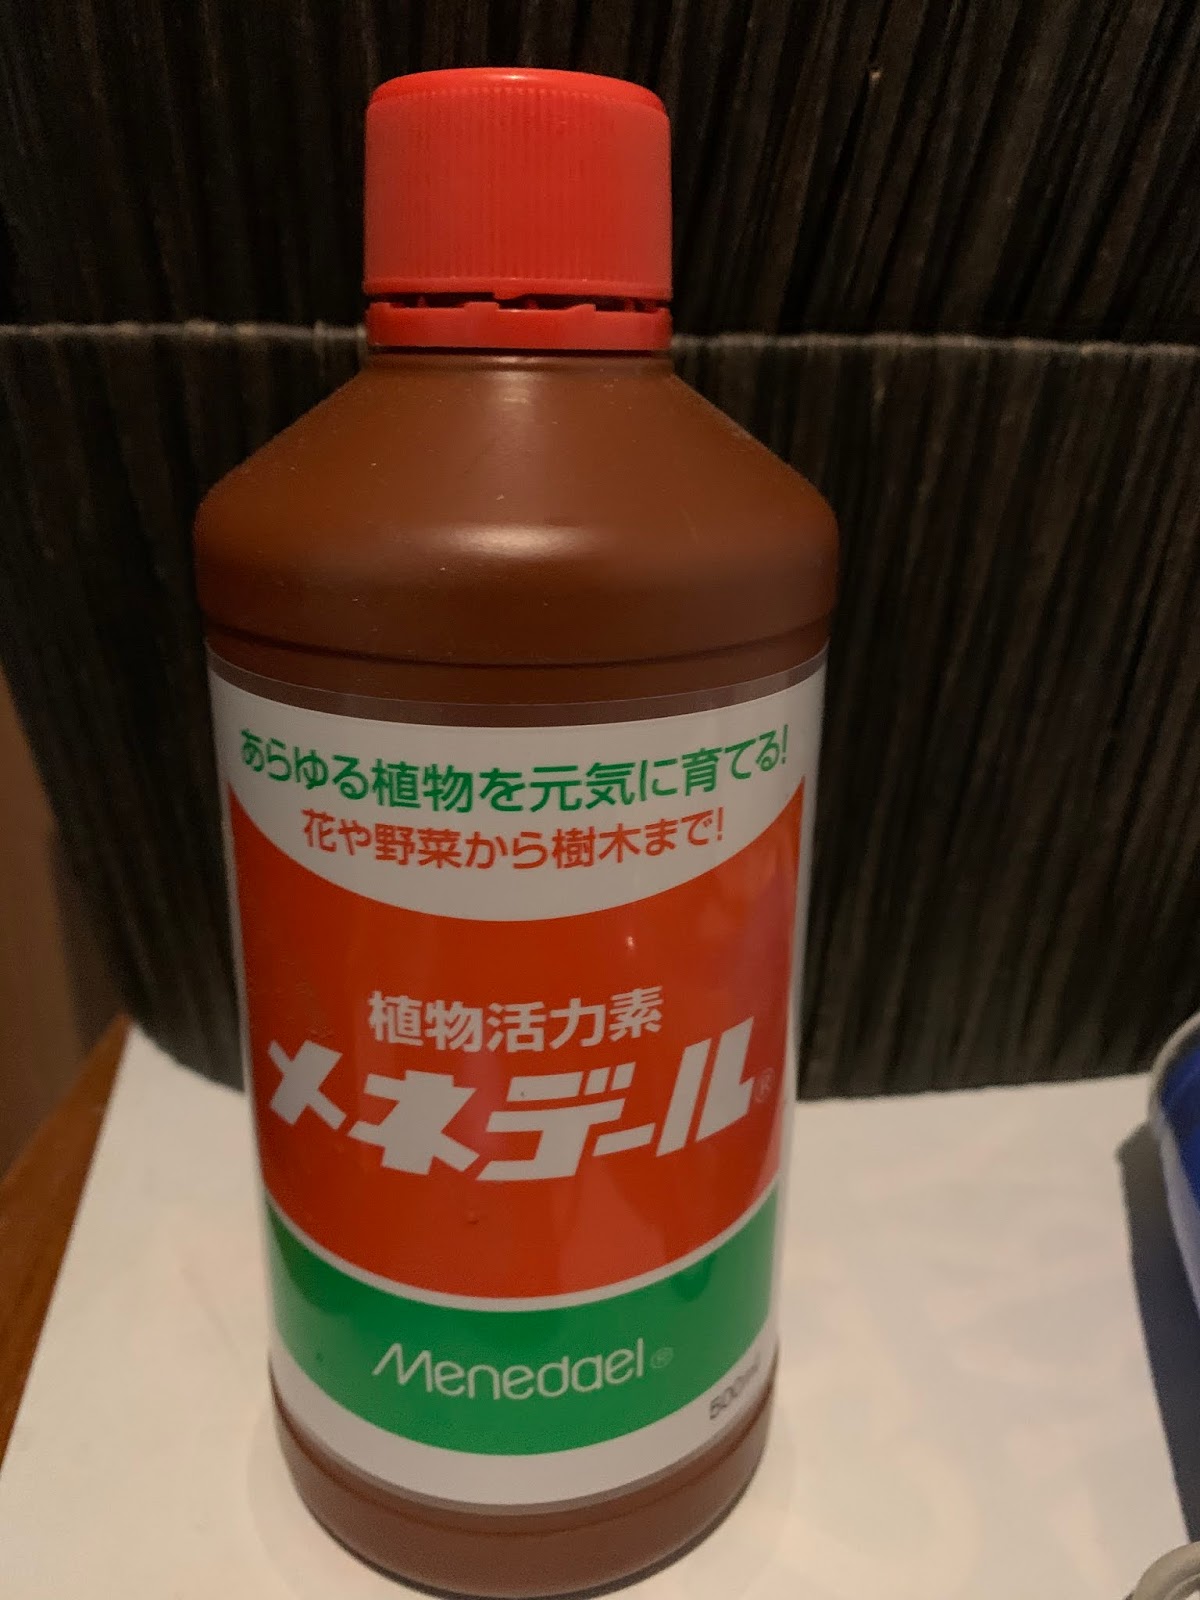 あらゆる植物を元気に育てる!
花や野菜から樹木まで!
植物活力素
メネデール®
Menedael®
500ml